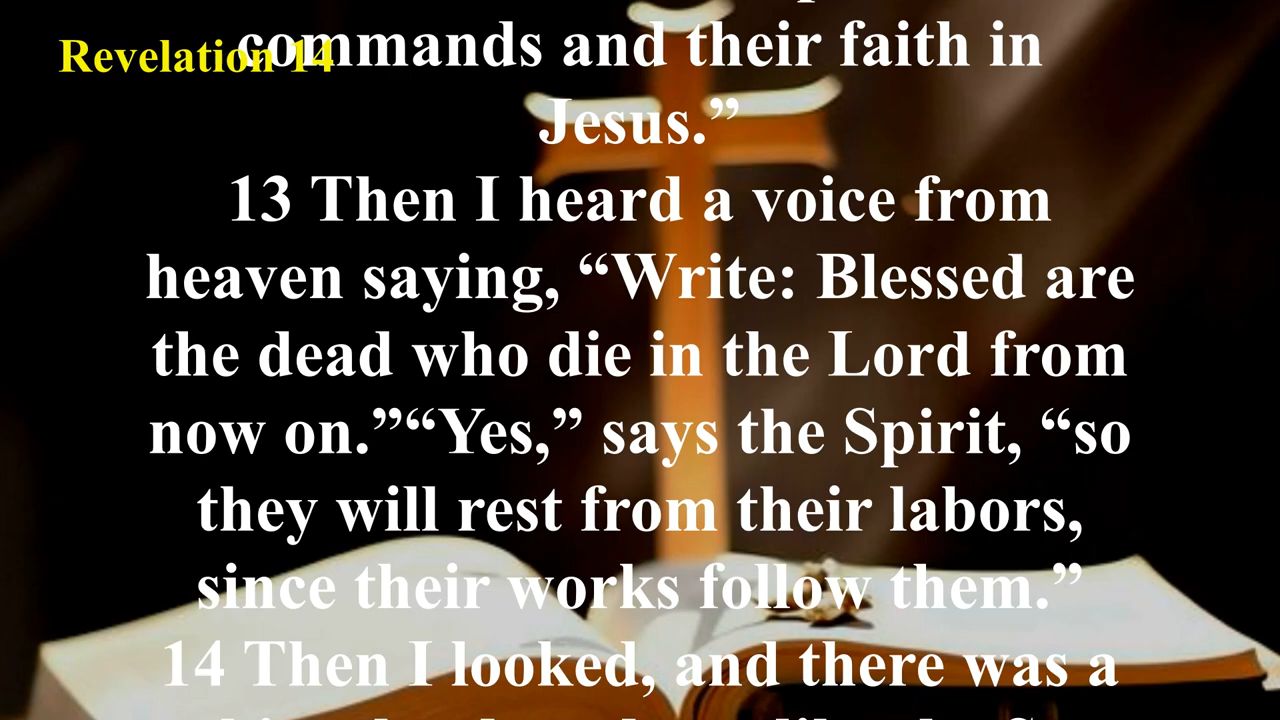 Revelation 14
commands and their faith in
Jesus.”
13 Then I heard a voice from
heaven saying, “Write: Blessed are
the dead who die in the Lord from
now on.”“Yes,” says the Spirit, “so
they will rest from their labors,
since their works follow them.”
14 Then I looked, and there was a